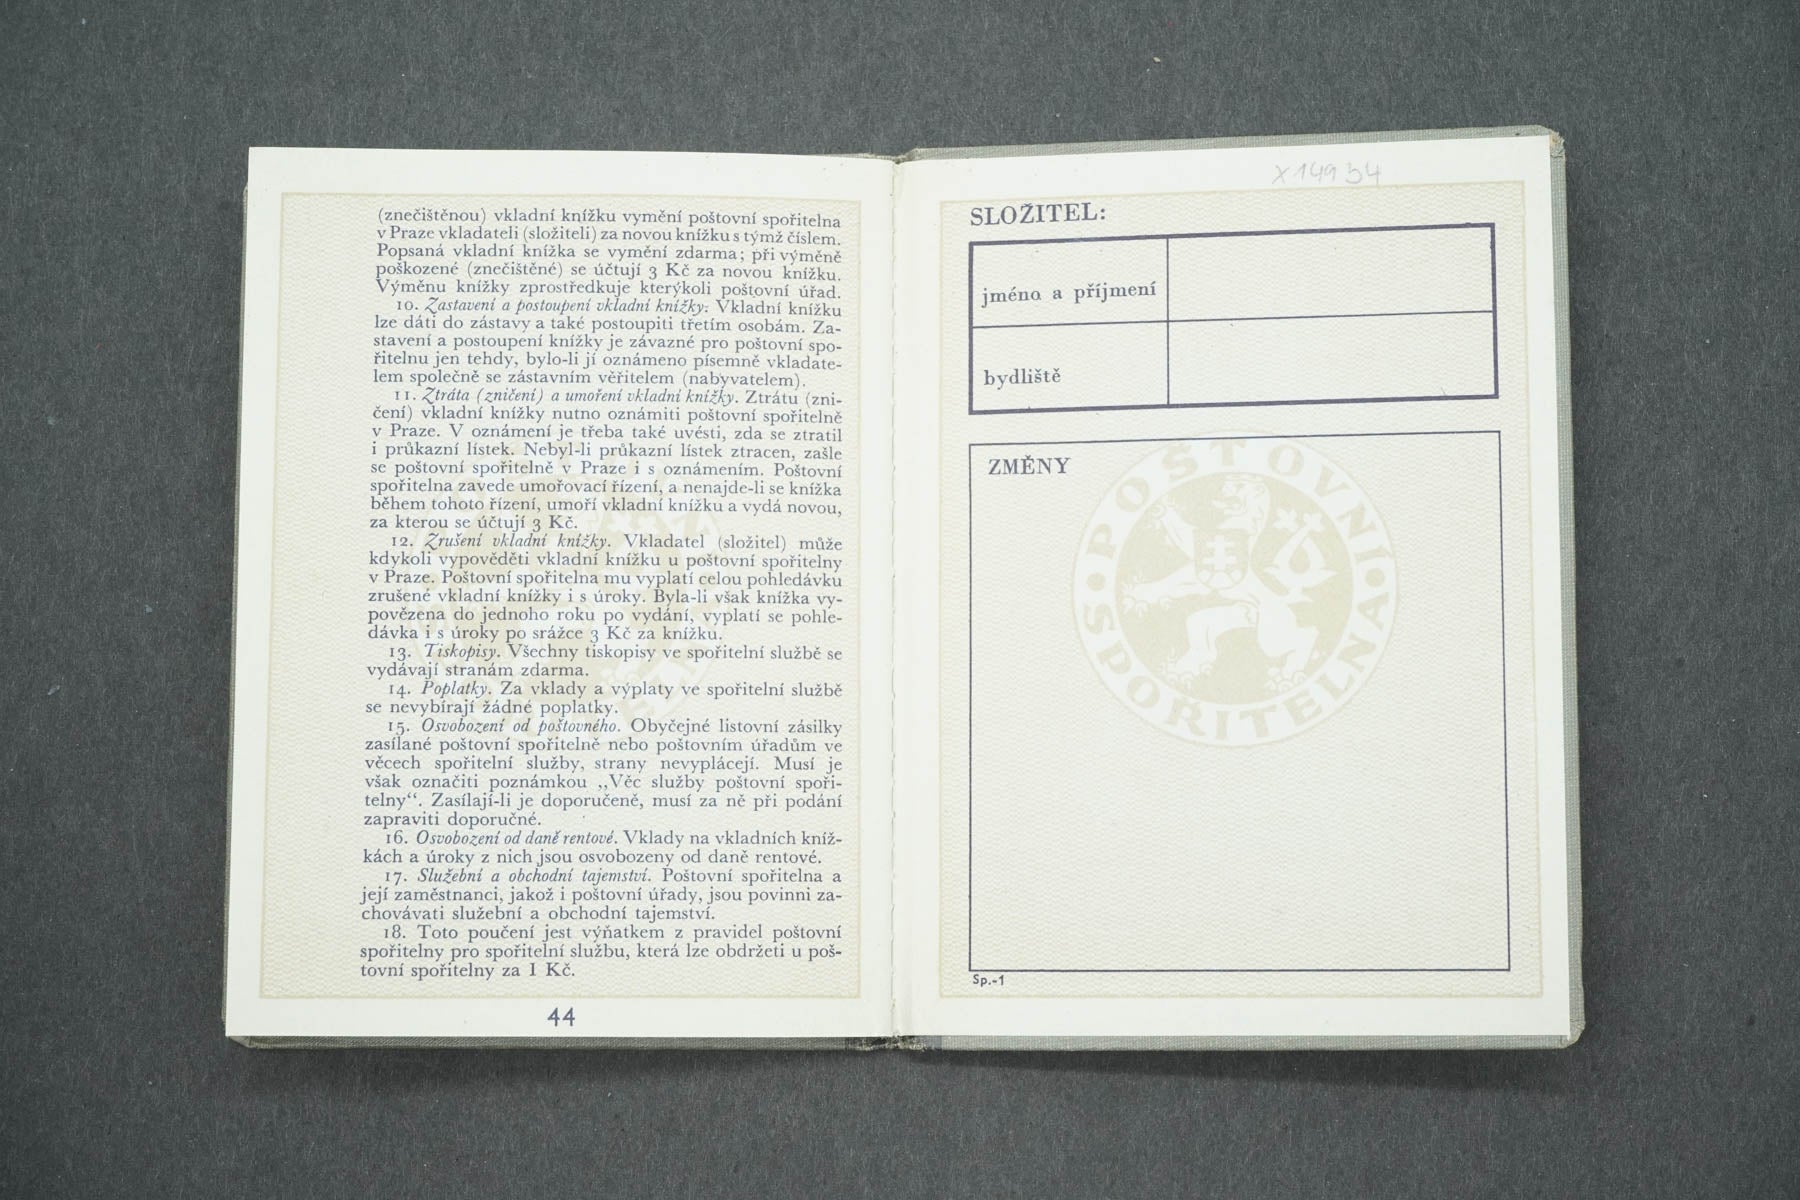 (znečištěnou) vkladní knížku vymění poštovní spořitelna
v Praze vkladateli (složiteli) za novou knížku s týmž číslem.
Popsaná vkladní knížka se vymění zdarma; při výměně
poškozené (znečištěné) se účtují 3 Kč za novou knížku.
Výměnu knížky zprostředkuje kterýkoli poštovní úřad.
10. Zastavení a postoupení vkladní knížky. Vkladní knížku
lze dáti do zástavy a také postoupiti třetím osobám. Za-
stavení a postoupení knížky je závazné pro poštovní spo-
řitelnu jen tehdy, bylo-li jí oznámeno písemně vkladate-
lem společně se zástavním věřitelem (nabyvatelem).
11. Ztráta (zničení) a umoření vkladní knížky. Ztrátu (zni-
čení) vkladní knížky nutno oznámiti poštovní spořitelně
v Praze. V oznámení je třeba také uvésti, zda se ztratil
i průkazní lístek. Nebyl-li průkazní lístek ztracen, zašle
se poštovní spořitelně v Praze i s oznámením. Poštovní
spořitelna zavede umořovací řízení, a nenajde-li se knížka
během tohoto řízení, umoří vkladní knížku a vydá novou,
za kterou se účtují 3 Kč.
12. Zrušení vkladní knížky. Vkladatel (složitel) může
kdykoli vypověděti vkladní knížku u poštovní spořitelny
v Praze. Poštovní spořitelna mu vyplatí celou pohledávku
zrušené vkladní knížky i s úroky. Byla-li však knížka vy-
povězena do jednoho roku po vydání, vyplatí se pohle-
dávka i s úroky po srážce 3 Kč za knížku.
13. Tiskopisy. Všechny tiskopisy ve spořitelní službě se
vydávají stranám zdarma.
14. Poplatky. Za vklady a výplaty ve spořitelní službě
se nevybírají žádné poplatky.
15. Osvobození od poštovného. Obyčejné listovní zásilky
zasílané poštovní spořitelně nebo poštovním úřadům ve
věcech spořitelní služby, strany nevyplácejí. Musí je
však označiti poznámkou „Věc služby poštovní spoři-
telny“. Zasílají-li je doporučeně, musí za ně při podání
zapraviti doporučné.
16. Osvobození od daně rentové. Vklady na vkladních kníž-
kách a úroky z nich jsou osvobozeny od daně rentové.
17. Služební a obchodní tajemství. Poštovní spořitelna a
její zaměstnanci, jakož i poštovní úřady, jsou povinni za-
chovávati služební a obchodní tajemství.
18. Toto poučení jest výňatkem z pravidel poštovní
spořitelny pro spořitelní službu, která lze obdržeti u poš-
tovní spořitelny za 1 Kč.
44
x 14934
SLOŽITEL:
jméno a příjmení
bydliště
ZMĚNY
POŠTOVNÍ
SPOŘITELNA
Sp.-1